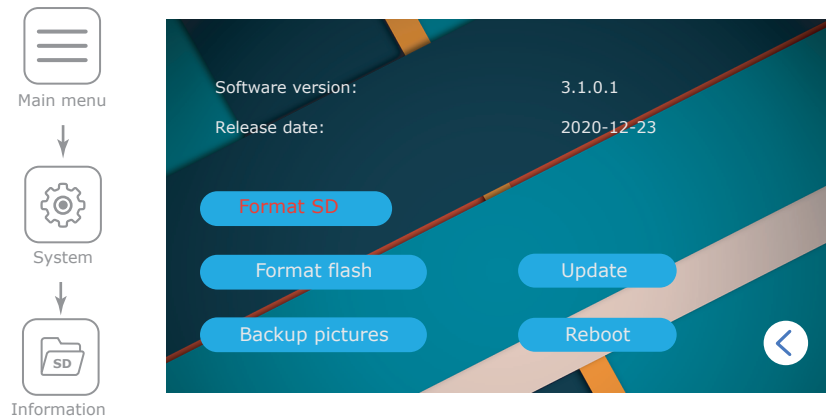 Main menu
System
SD
Information
Software version: 3.1.0.1
Release date: 2020-12-23
Format SD
Format flash Update
Backup pictures Reboot